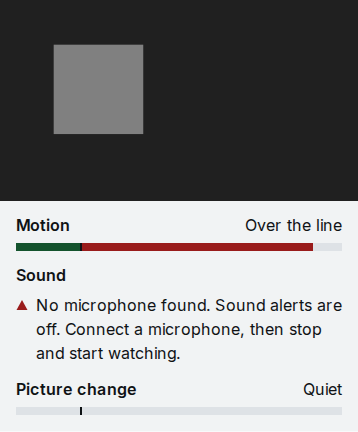 Motion Over the line
Sound
No microphone found. Sound alerts are
off. Connect a microphone, then stop
and start watching.
Picture change Quiet